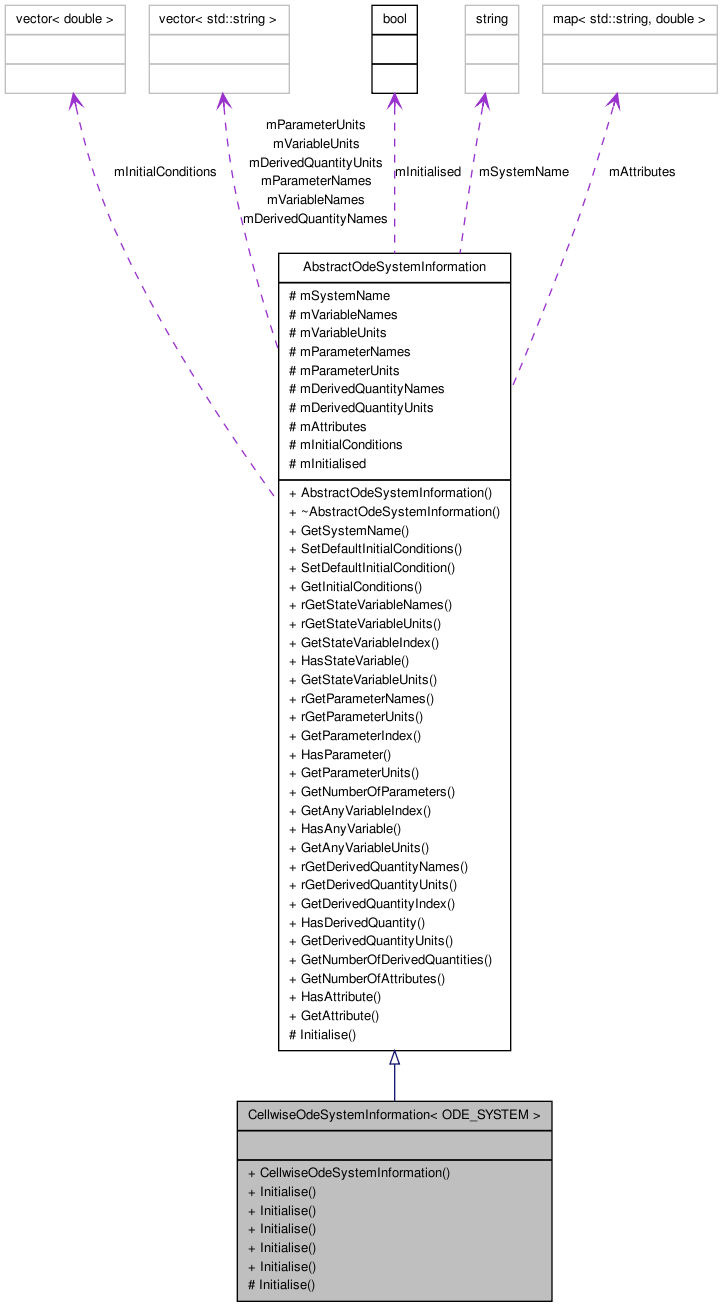 vector< double >
vector< std::string >
bool
string
map< std::string, double >
mInitialConditions
mParameterUnits
mVariableUnits
mDerivedQuantityUnits
mParameterNames
mVariableNames
mDerivedQuantityNames
mInitialised
mSystemName
mAttributes
AbstractOdeSystemInformation
# mSystemName
# mVariableNames
# mVariableUnits
# mParameterNames
# mParameterUnits
# mDerivedQuantityNames
# mDerivedQuantityUnits
# mAttributes
# mInitialConditions
# mInitialised
+ AbstractOdeSystemInformation()
+ ~AbstractOdeSystemInformation()
+ GetSystemName()
+ SetDefaultInitialConditions()
+ SetDefaultInitialCondition()
+ GetInitialConditions()
+ rGetStateVariableNames()
+ rGetStateVariableUnits()
+ GetStateVariableIndex()
+ HasStateVariable()
+ GetStateVariableUnits()
+ rGetParameterNames()
+ rGetParameterUnits()
+ GetParameterIndex()
+ HasParameter()
+ GetParameterUnits()
+ GetNumberOfParameters()
+ GetAnyVariableIndex()
+ HasAnyVariable()
+ GetAnyVariableUnits()
+ rGetDerivedQuantityNames()
+ rGetDerivedQuantityUnits()
+ GetDerivedQuantityIndex()
+ HasDerivedQuantity()
+ GetDerivedQuantityUnits()
+ GetNumberOfDerivedQuantities()
+ GetNumberOfAttributes()
+ HasAttribute()
+ GetAttribute()
# Initialise()
CellwiseOdeSystemInformation< ODE_SYSTEM >
+ CellwiseOdeSystemInformation()
+ Initialise()
+ Initialise()
+ Initialise()
+ Initialise()
+ Initialise()
# Initialise()